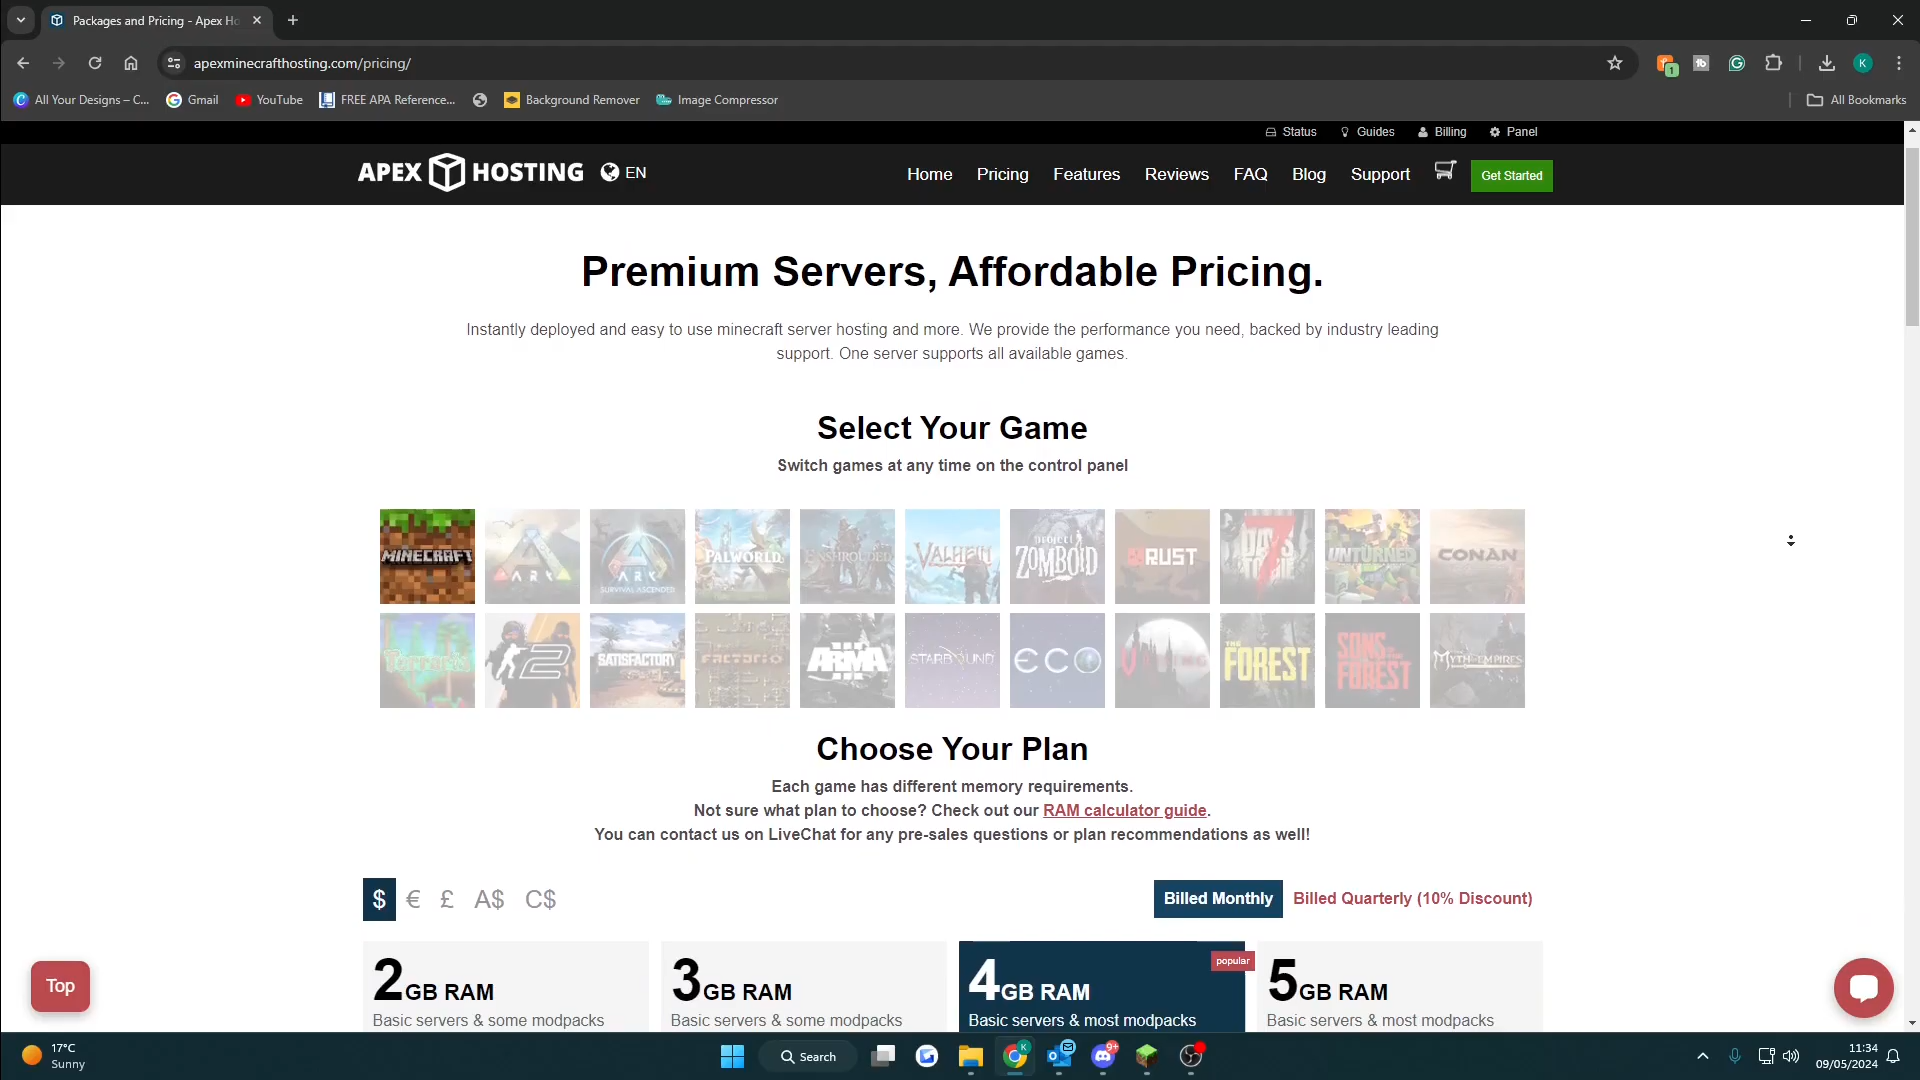 Packages and Pricing - Apex Ho
apexminecrafthosting.com/pricing/
1
K
All Your Designs – C...
Gmail
YouTube
FREE APA Reference...
Background Remover
Image Compressor
All Bookmarks
Status
Guides
Billing
Panel
APEX HOSTING
EN
Home
Pricing
Features
Reviews
FAQ
Blog
Support
Get Started
Premium Servers, Affordable Pricing.
Instantly deployed and easy to use minecraft server hosting and more. We provide the performance you need, backed by industry leading
support. One server supports all available games.
Select Your Game
Switch games at any time on the control panel
MINECRAFT
ARK
ARK
SURVIVAL ASCENDED
PALWORLD
ENSHROUDED
VALHEIM
PROJECT
ZOMBOID
RUST
7
DAYS
UNTURNED
CONAN
Terraria
2
SATISFACTORY
FACTORIO
ARMA
III
STARBOUND
ECO
V RISING
THE
FOREST
SONS
FOREST
MYTH EMPIRES
Choose Your Plan
Each game has different memory requirements.
Not sure what plan to choose? Check out our RAM calculator guide.
You can contact us on LiveChat for any pre-sales questions or plan recommendations as well!
$
€
£
A$
C$
Billed Monthly
Billed Quarterly (10% Discount)
2GB RAM
Basic servers & some modpacks
3GB RAM
Basic servers & some modpacks
popular
4GB RAM
Basic servers & most modpacks
5GB RAM
Basic servers & most modpacks
Top
17°C
Sunny
Search
K
9+
11:34
09/05/2024